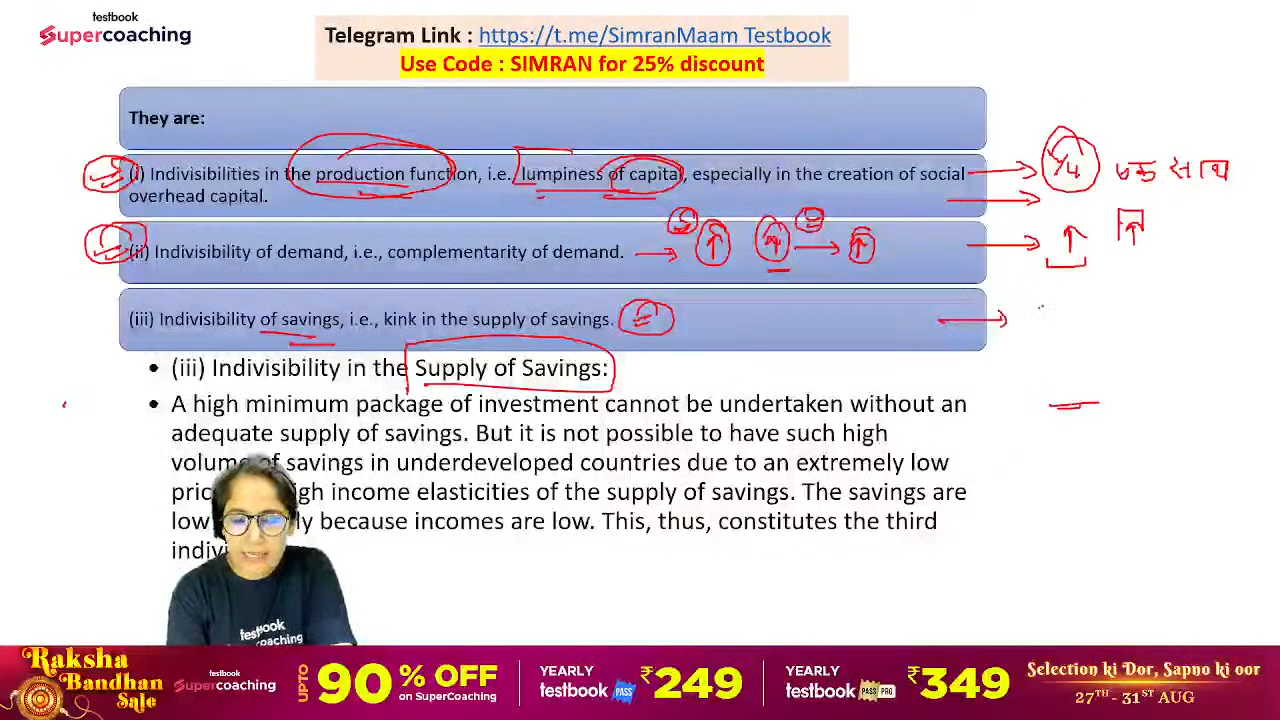 testbook
Supercoaching
Telegram Link : https://t.me/SimranMaam Testbook
Use Code : SIMRAN for 25% discount
They are:
(i) Indivisibilities in the production function, i.e. lumpiness of capital, especially in the creation of social
overhead capital.
(ii) Indivisibility of demand, i.e., complementarity of demand.
(iii) Indivisibility of savings, i.e., kink in the supply of savings.
एक साथ
• (iii) Indivisibility in the Supply of Savings:
• A high minimum package of investment cannot be undertaken without an
adequate supply of savings. But it is not possible to have such high
volume of savings in underdeveloped countries due to an extremely low
income elasticities of the supply of savings. The savings are
low because incomes are low. This, thus, constitutes the third
testbook
supercoaching
Raksha
Bandhan
Sale
testbook
Supercoaching
UPTO 90% OFF
on SuperCoaching
YEARLY
testbook PASS ₹249
YEARLY
testbook PASS PRO ₹349
Selection ki Dor, Sapno ki oor
27TH - 31ST AUG